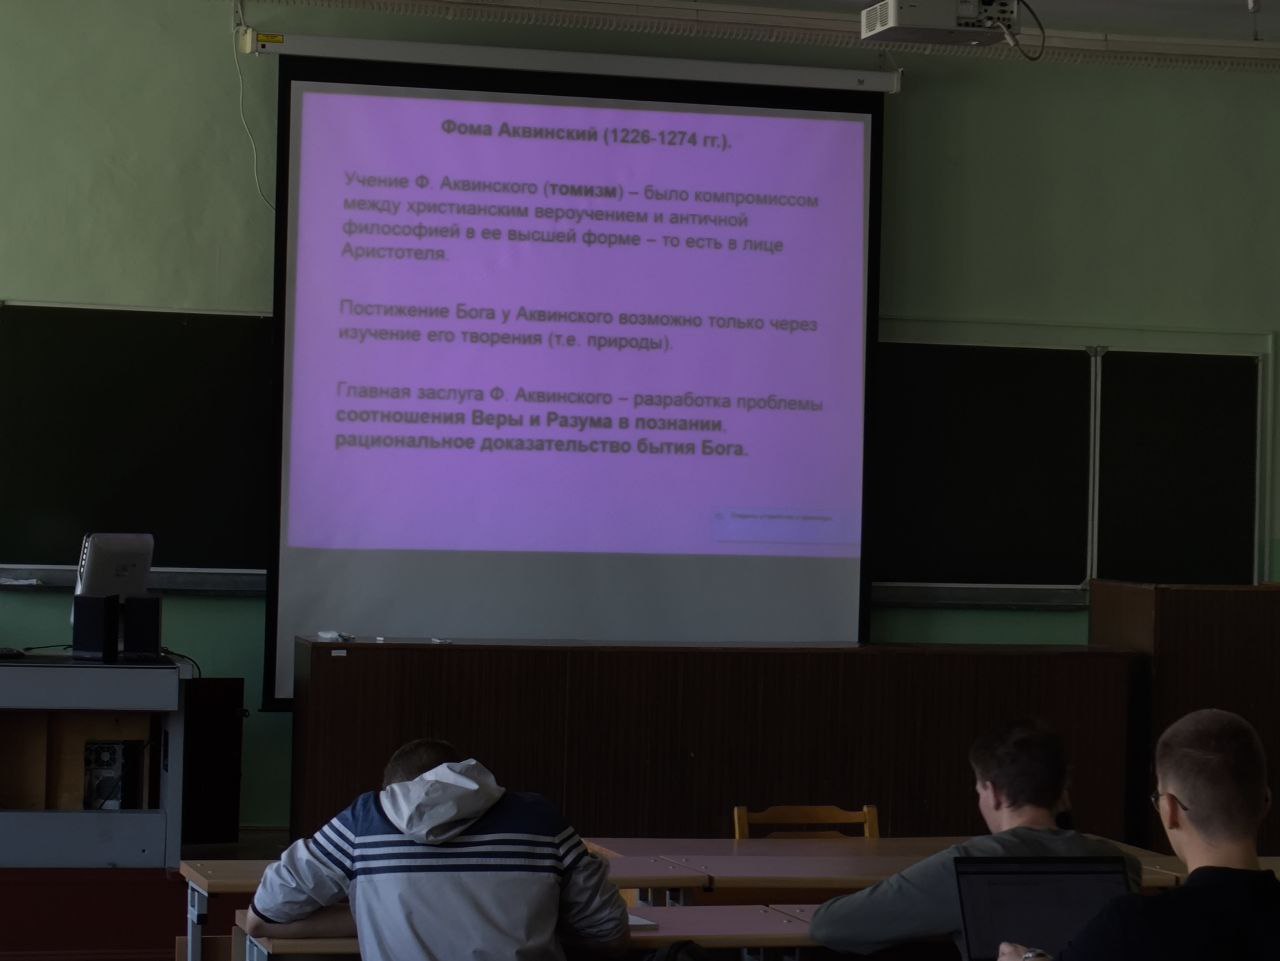 Фома Аквинский (1226-1274 гг.).
Учение Ф. Аквинского (томизм) – было компромиссом
между христианским вероучением и античной
философией в ее высшей форме – то есть в лице
Аристотеля.
Постижение Бога у Аквинского возможно только через
изучение его творения (т.е. природы).
Главная заслуга Ф. Аквинского – разработка проблемы
соотношения Веры и Разума в познании,
рациональное доказательство бытия Бога.